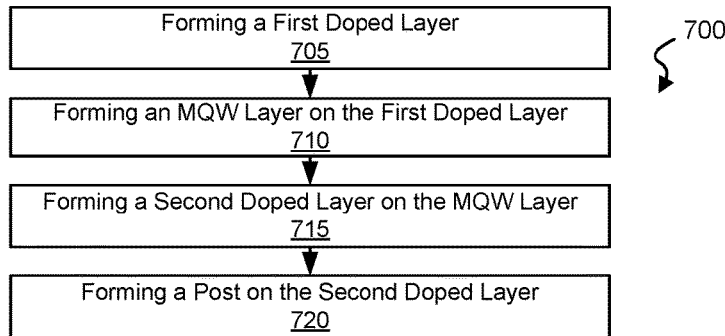 Forming a First Doped Layer
705
700
Forming an MQW Layer on the First Doped Layer
710
Forming a Second Doped Layer on the MQW Layer
715
Forming a Post on the Second Doped Layer
720